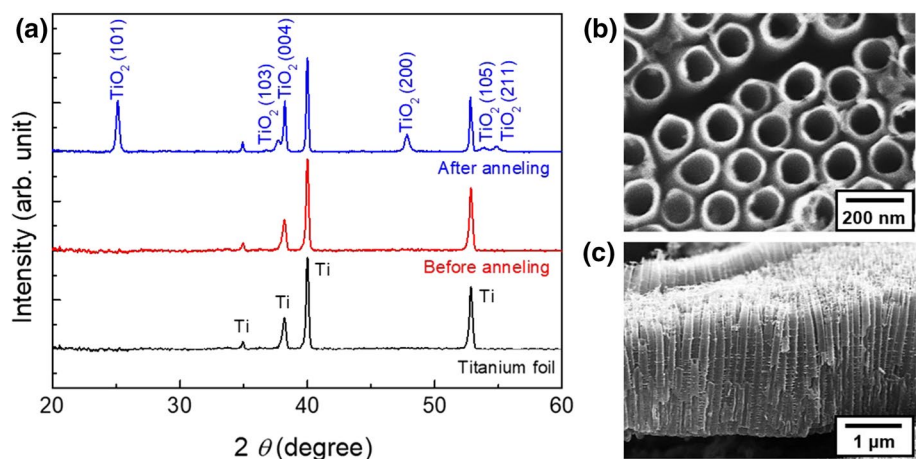 (a)
TiO2 (101)
TiO2 (103)
TiO2 (004)
TiO2 (200)
TiO2 (105)
TiO2 (211)
After anneling
Before anneling
Ti
Ti
Ti
Ti
Titanium foil
Intensity (arb. unit)
20 30 40 50 60
2 θ (degree)
(b)
200 nm
(c)
1 µm